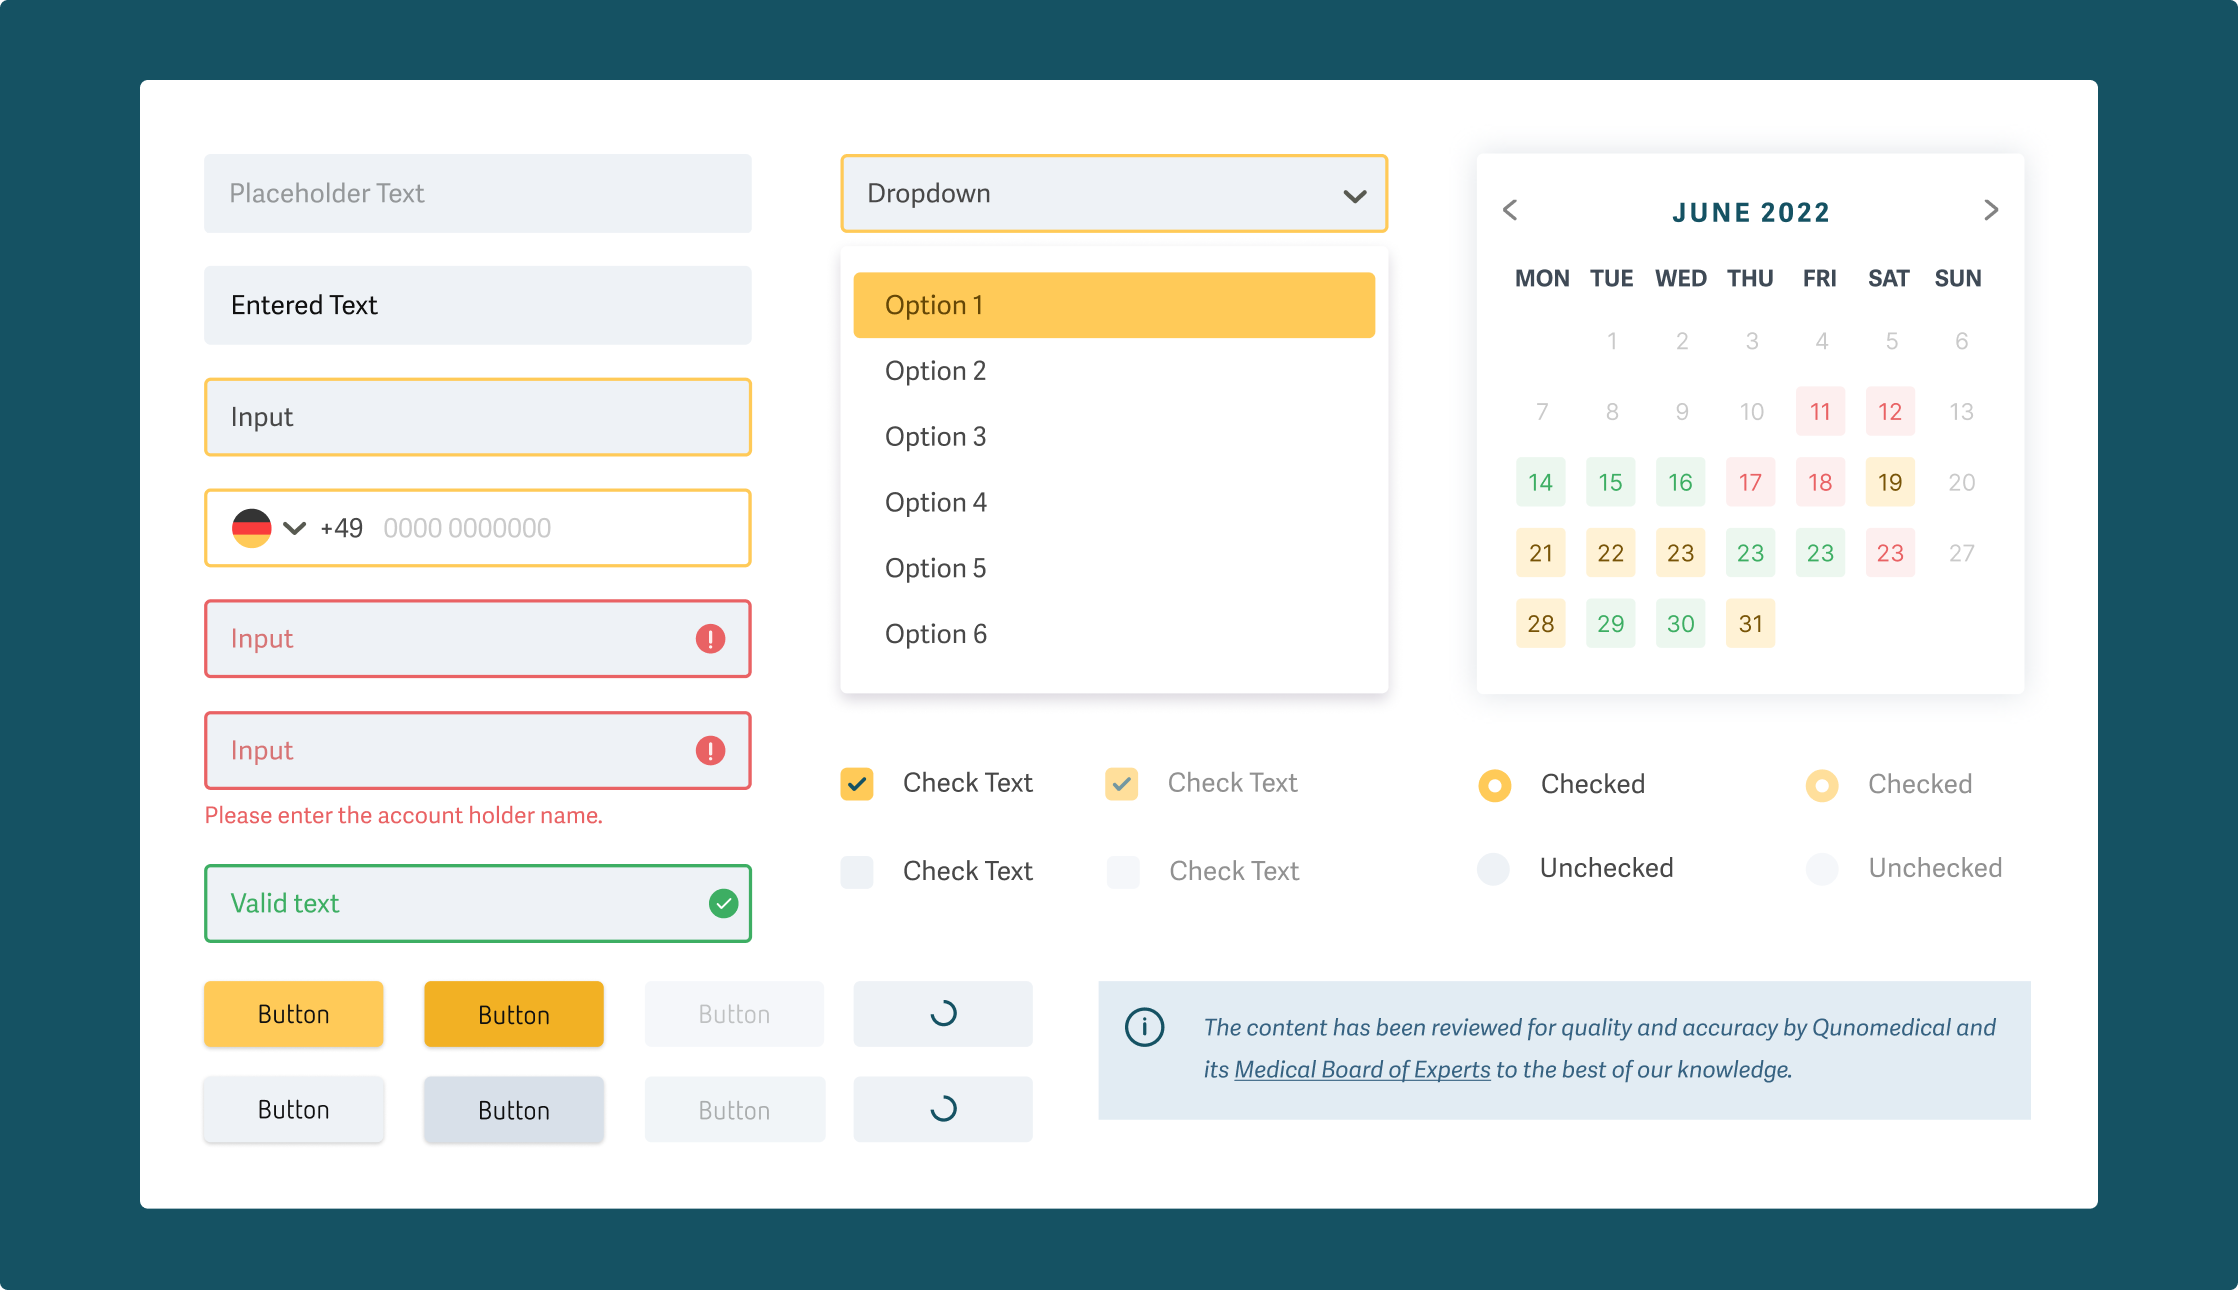 Placeholder Text
Entered Text
Input
+49 0000 0000000
Input
Input
Please enter the account holder name.
Valid text
Dropdown
Option 1
Option 2
Option 3
Option 4
Option 5
Option 6
JUNE 2022
MON TUE WED THU FRI SAT SUN
1 2 3 4 5 6
7 8 9 10 11 12 13
14 15 16 17 18 19 20
21 22 23 23 23 23 27
28 29 30 31
Check Text Check Text
Check Text Check Text
Checked Checked
Unchecked Unchecked
Button Button Button
Button Button Button
The content has been reviewed for quality and accuracy by Qunomedical and
its Medical Board of Experts to the best of our knowledge.